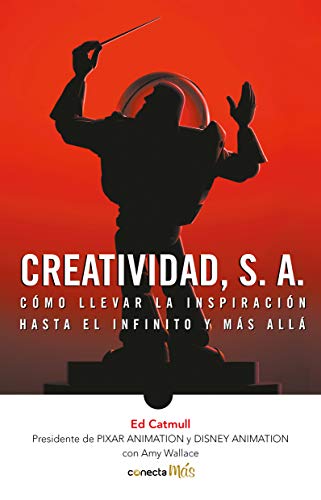 CREATIVIDAD, S. A.
CÓMO LLEVAR LA INSPIRACIÓN
HASTA EL INFINITO Y MÁS ALLÁ
Ed Catmull
Presidente de PIXAR ANIMATION y DISNEY ANIMATION
con Amy Wallace
conecta Más